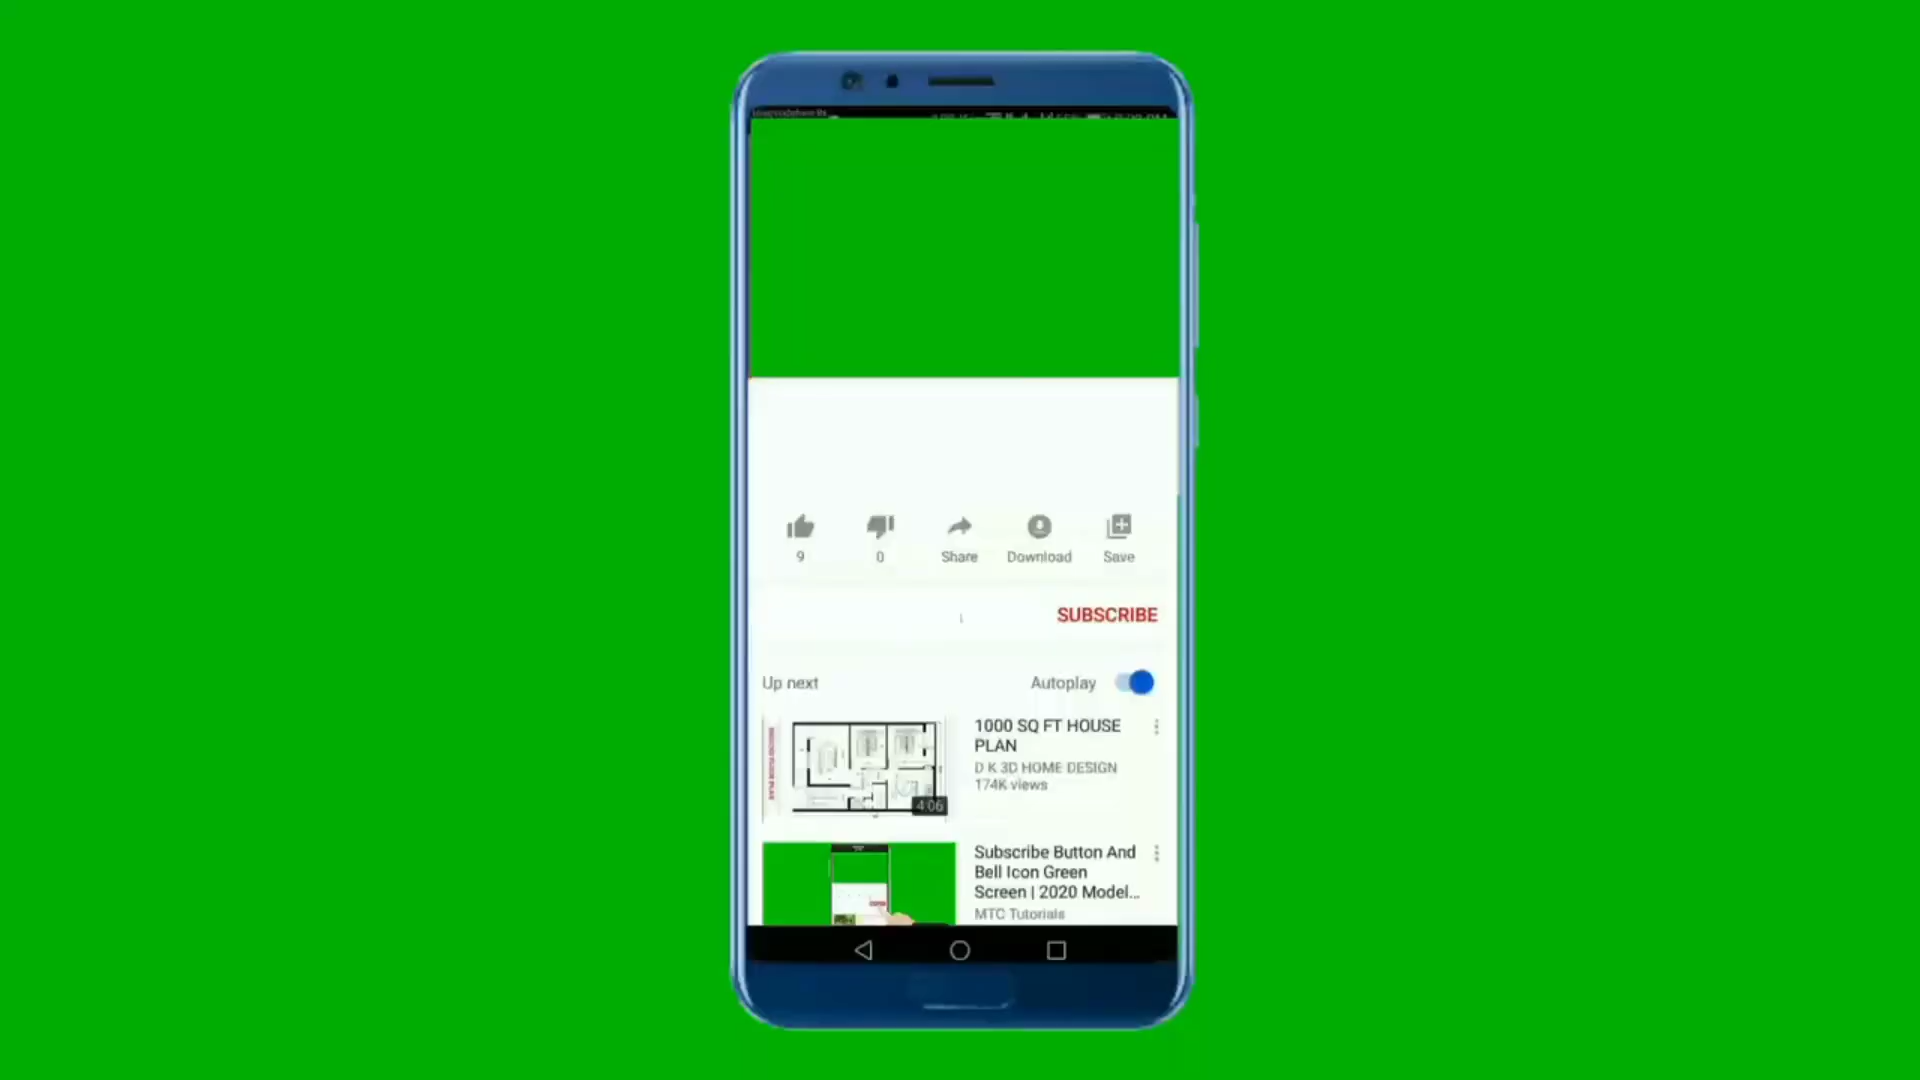 9
0
Share
Download
Save
SUBSCRIBE
Up next
Autoplay
1000 SQ FT HOUSE
PLAN
D K 3D HOME DESIGN
174K views
4:06
Subscribe Button And
Bell Icon Green
Screen | 2020 Model...
MTC Tutorials